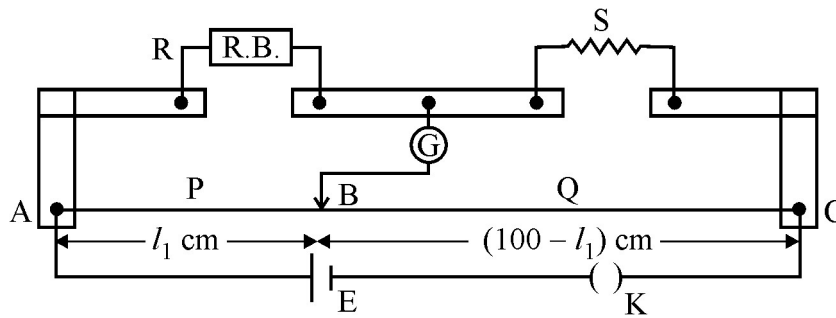 R R.B. S
G
P B Q
A C
l₁ cm (100 – l₁) cm
E K